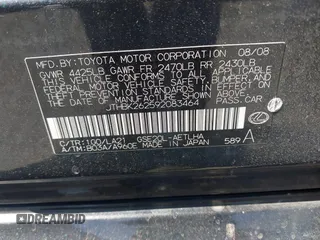 MFD.BY: TOYOTA MOTOR CORPORATION 08/08
GVWR 4425LB GAWR FR 2470LB RR 2430LB
THIS VEHICLE CONFORMS TO ALL APPLICABLE
FEDERAL MOTOR VEHICLE SAFETY, BUMPER, AND
THEFT PREVENTION STANDARDS IN EFFECT ON
THE DATE OF MANUFACTURE SHOWN ABOVE.
JTHBK262592083464 PASS. CAR
C/TR: 1G0/LA21 GSE20L-AETLHA
A/TM: B03A/A960E MADE IN JAPAN 589 A
AUTOBIDMASTER